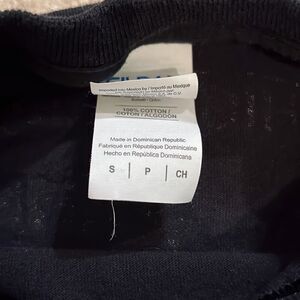 Imported into Mexico by / Importé au Mexique
100% COTTON /
COTON / ALGODÓN
Made in Dominican Republic
Fabriqué en République Dominicaine
Hecho en República Dominicana
S | P | CH